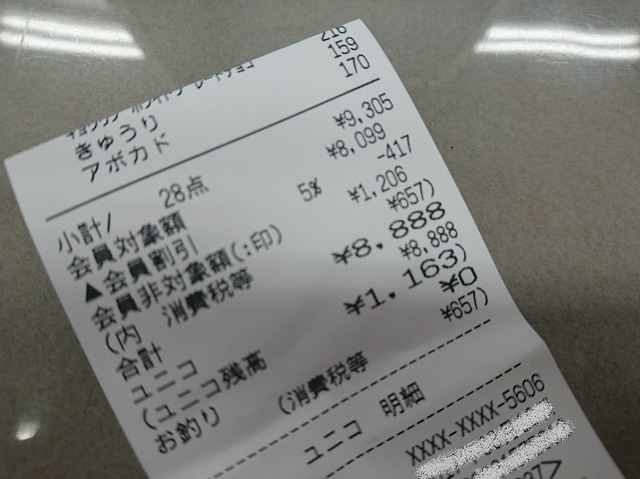 216
きゅうり 159
アボカド 170
小計/ 28点 ¥9,305
会員対象額 ¥8,099
▲会員割引 5% -417
会員非対象額(:印) ¥1,206
(内 消費税等 ¥657)
合計 ¥8,888
ユニコ ¥8,888
(ユニコ残高 ¥1,163)
お釣り ¥0
(消費税等 ¥657)
ユニコ 明細
XXXX-XXXX-5606